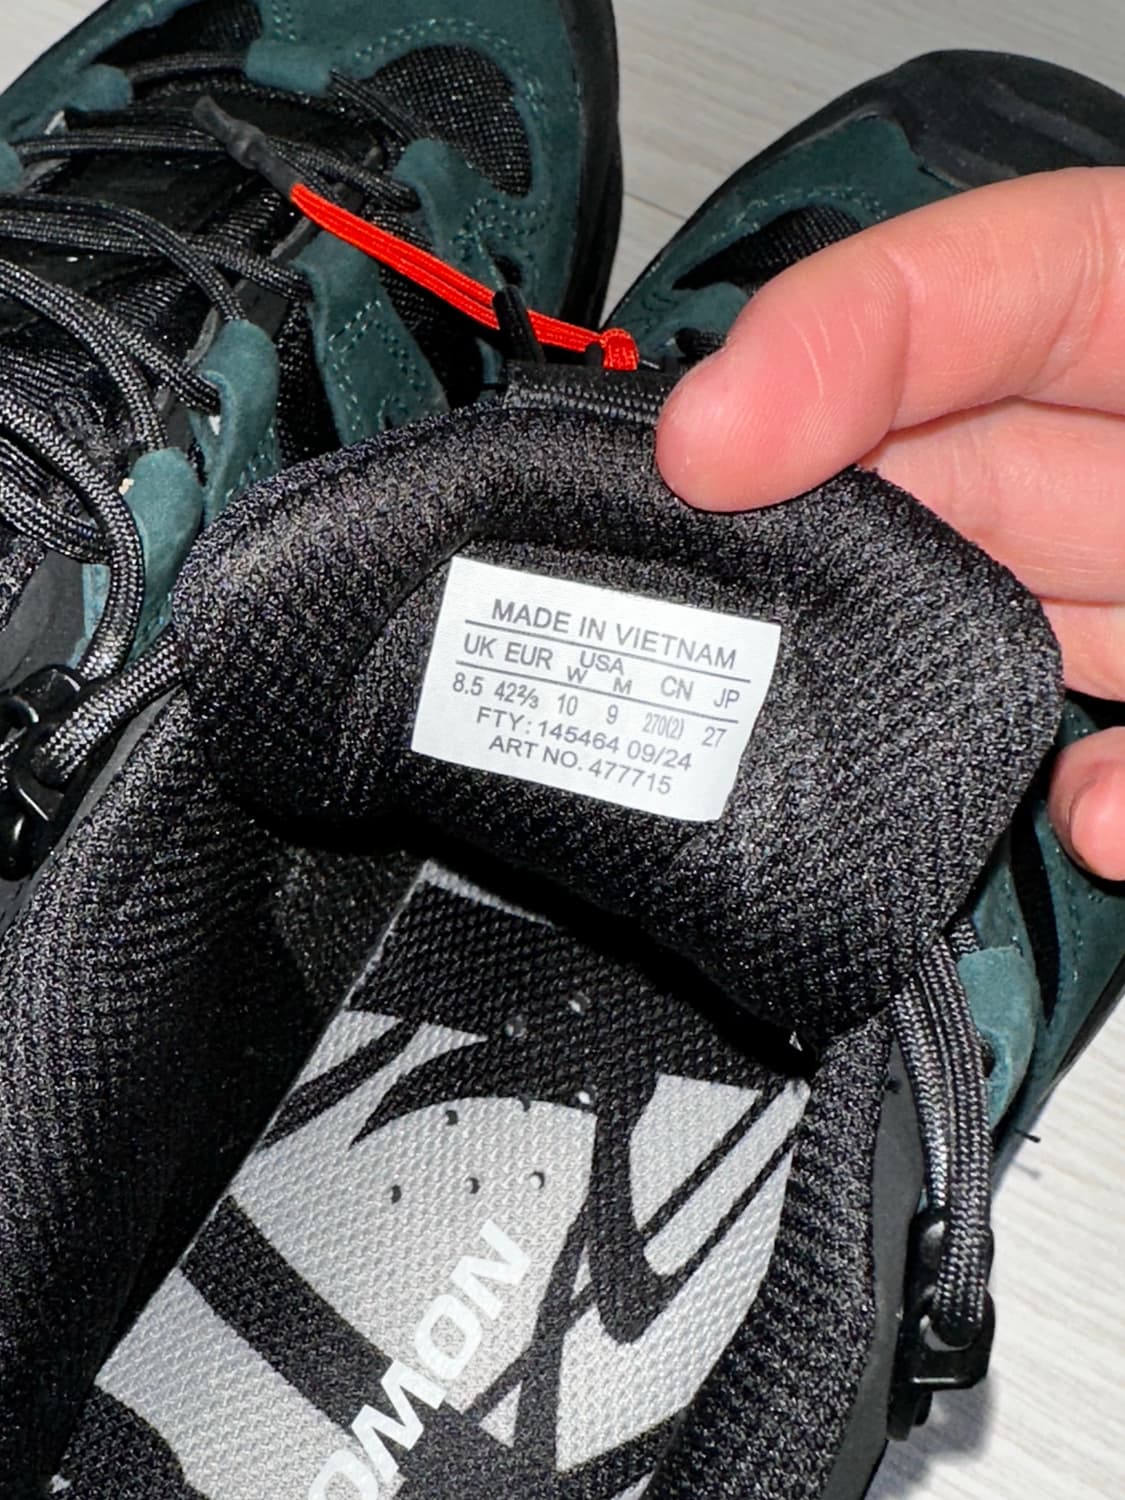 MADE IN VIETNAM
UK EUR USA CN JP
W M
8.5 42⅔ 10 9 270(2) 27
FTY: 145464 09/24
ART NO. 477715